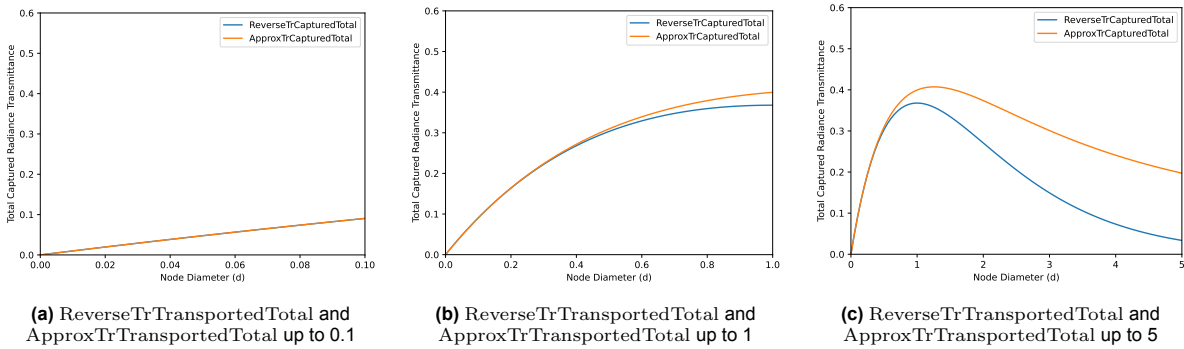 Total Captured Radiance Transmittance
0.6
0.5
0.4
0.3
0.2
0.1
0.0
ReverseTrCapturedTotal
ApproxTrCapturedTotal
0.00 0.02 0.04 0.06 0.08 0.10
Node Diameter (d)
(a) ReverseTrTransportedTotal and
ApproxTrTransportedTotal up to 0.1
Total Captured Radiance Transmittance
0.6
0.5
0.4
0.3
0.2
0.1
0.0
ReverseTrCapturedTotal
ApproxTrCapturedTotal
0.0 0.2 0.4 0.6 0.8 1.0
Node Diameter (d)
(b) ReverseTrTransportedTotal and
ApproxTrTransportedTotal up to 1
Total Captured Radiance Transmittance
0.6
0.5
0.4
0.3
0.2
0.1
0.0
ReverseTrCapturedTotal
ApproxTrCapturedTotal
0 1 2 3 4 5
Node Diameter (d)
(c) ReverseTrTransportedTotal and
ApproxTrTransportedTotal up to 5